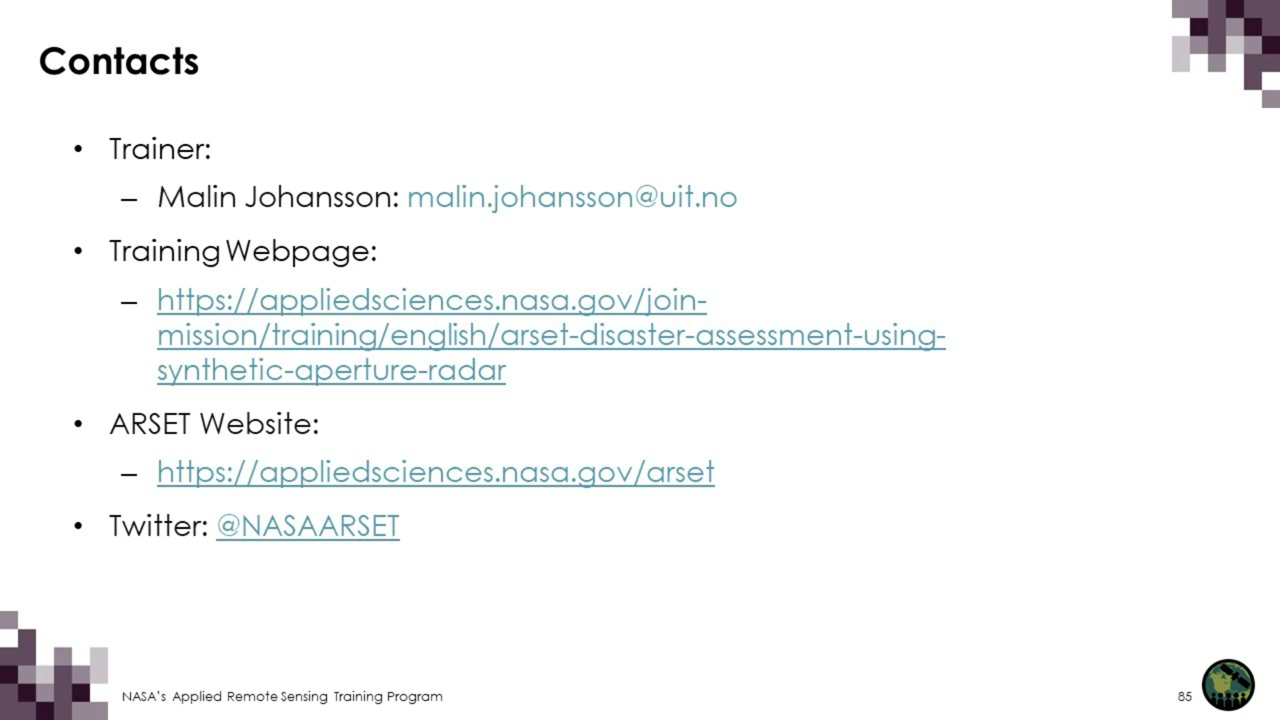 Contacts
• Trainer:
– Malin Johansson: malin.johansson@uit.no
• Training Webpage:
– https://appliedsciences.nasa.gov/join-
mission/training/english/arset-disaster-assessment-using-
synthetic-aperture-radar
• ARSET Website:
– https://appliedsciences.nasa.gov/arset
• Twitter: @NASAARSET
NASA's Applied Remote Sensing Training Program
85